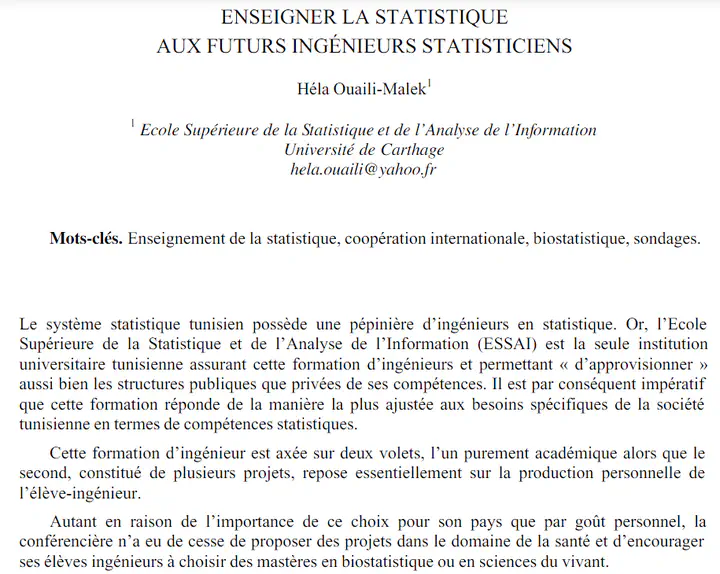 ENSEIGNER LA STATISTIQUE
AUX FUTURS INGÉNIEURS STATISTICIENS
Héla Ouaili-Malek1
1 Ecole Supérieure de la Statistique et de l’Analyse de l’Information
Université de Carthage
hela.ouaili@yahoo.fr
Mots-clés. Enseignement de la statistique, coopération internationale, biostatistique, sondages.
Le système statistique tunisien possède une pépinière d’ingénieurs en statistique. Or, l’Ecole
Supérieure de la Statistique et de l’Analyse de l’Information (ESSAI) est la seule institution
universitaire tunisienne assurant cette formation d’ingénieurs et permettant « d’approvisionner »
aussi bien les structures publiques que privées de ses compétences. Il est par conséquent impératif
que cette formation réponde de la manière la plus ajustée aux besoins spécifiques de la société
tunisienne en termes de compétences statistiques.
Cette formation d’ingénieur est axée sur deux volets, l’un purement académique alors que le
second, constitué de plusieurs projets, repose essentiellement sur la production personnelle de
l’élève-ingénieur.
Autant en raison de l’importance de ce choix pour son pays que par goût personnel, la
conférencière n’a eu de cesse de proposer des projets dans le domaine de la santé et d’encourager
ses élèves ingénieurs à choisir des mastères en biostatistique ou en sciences du vivant.